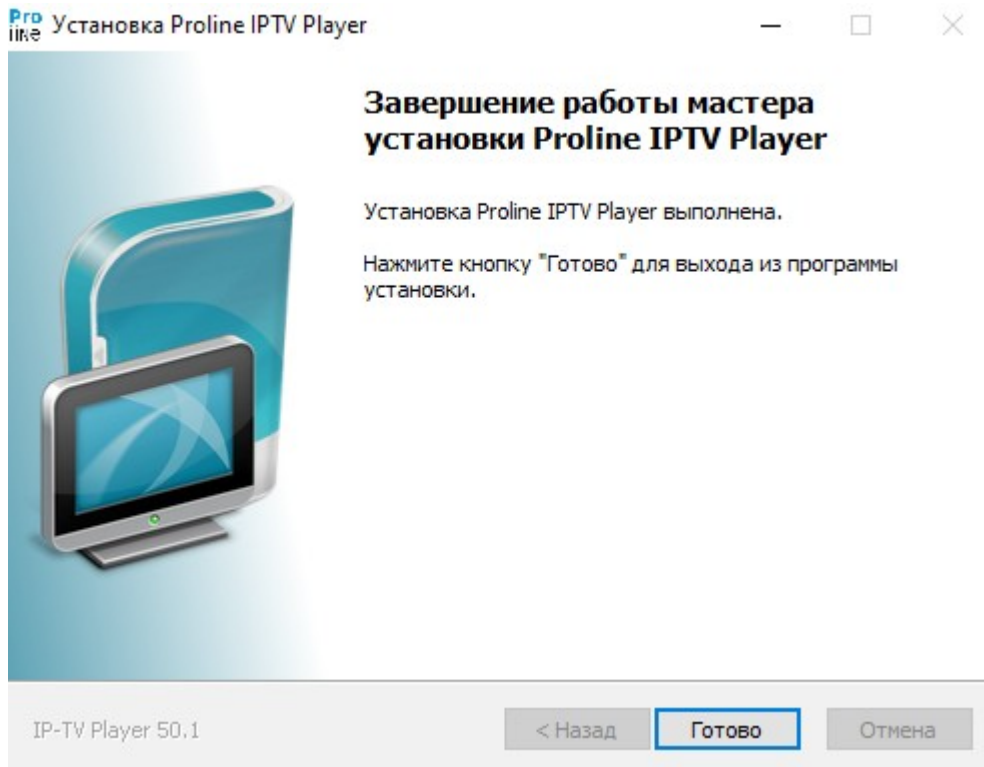 Pro
line
Установка Proline IPTV Player
Завершение работы мастера
установки Proline IPTV Player
Установка Proline IPTV Player выполнена.
Нажмите кнопку "Готово" для выхода из программы
установки.
IP-TV Player 50.1
< Назад
Готово
Отмена